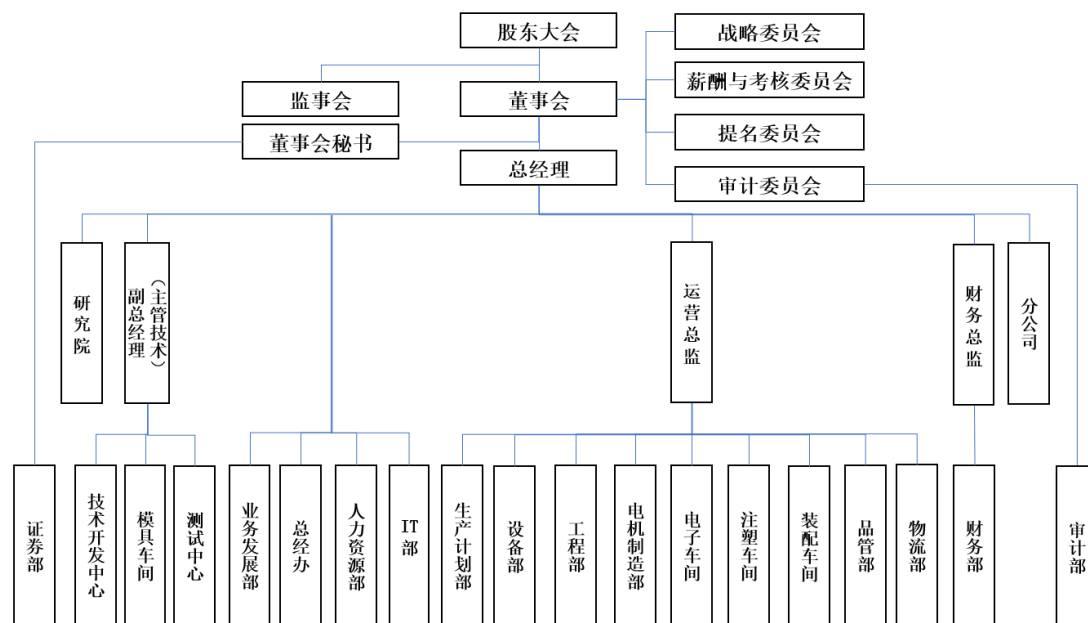 股东大会
战略委员会
薪酬与考核委员会
监事会
董事会
提名委员会
董事会秘书
总经理
审计委员会
研究院
副总经理
（主管技术）
运营总监
财务总监
分公司
证券部
技术开发中心
模具车间
测试中心
业务发展部
总经办
人力资源部
IT部
生产计划部
设备部
工程部
电机制造部
电子车间
注塑车间
装配车间
品管部
物流部
财务部
审计部